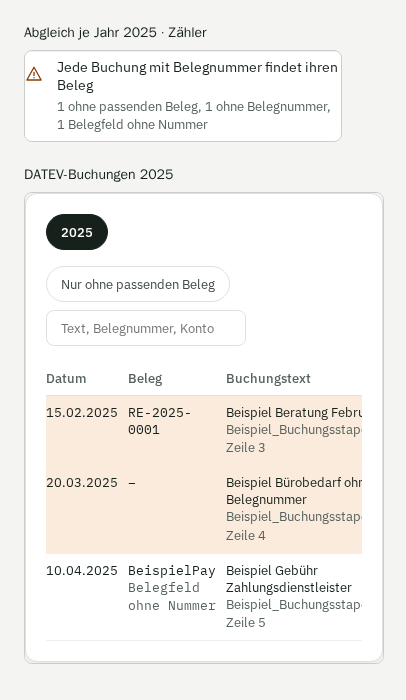 Abgleich je Jahr 2025 · Zähler
Jede Buchung mit Belegnummer findet ihren
Beleg
1 ohne passenden Beleg, 1 ohne Belegnummer,
1 Belegfeld ohne Nummer
DATEV-Buchungen 2025
2025
Nur ohne passenden Beleg
Text, Belegnummer, Konto
Datum Beleg Buchungstext
15.02.2025 RE-2025- Beispiel Beratung Febru
0001 Beispiel_Buchungsstap
Zeile 3
20.03.2025 – Beispiel Bürobedarf ohn
Belegnummer
Beispiel_Buchungsstap
Zeile 4
10.04.2025 BeispielPay Beispiel Gebühr
Belegfeld Zahlungsdienstleister
ohne Nummer Beispiel_Buchungsstap
Zeile 5